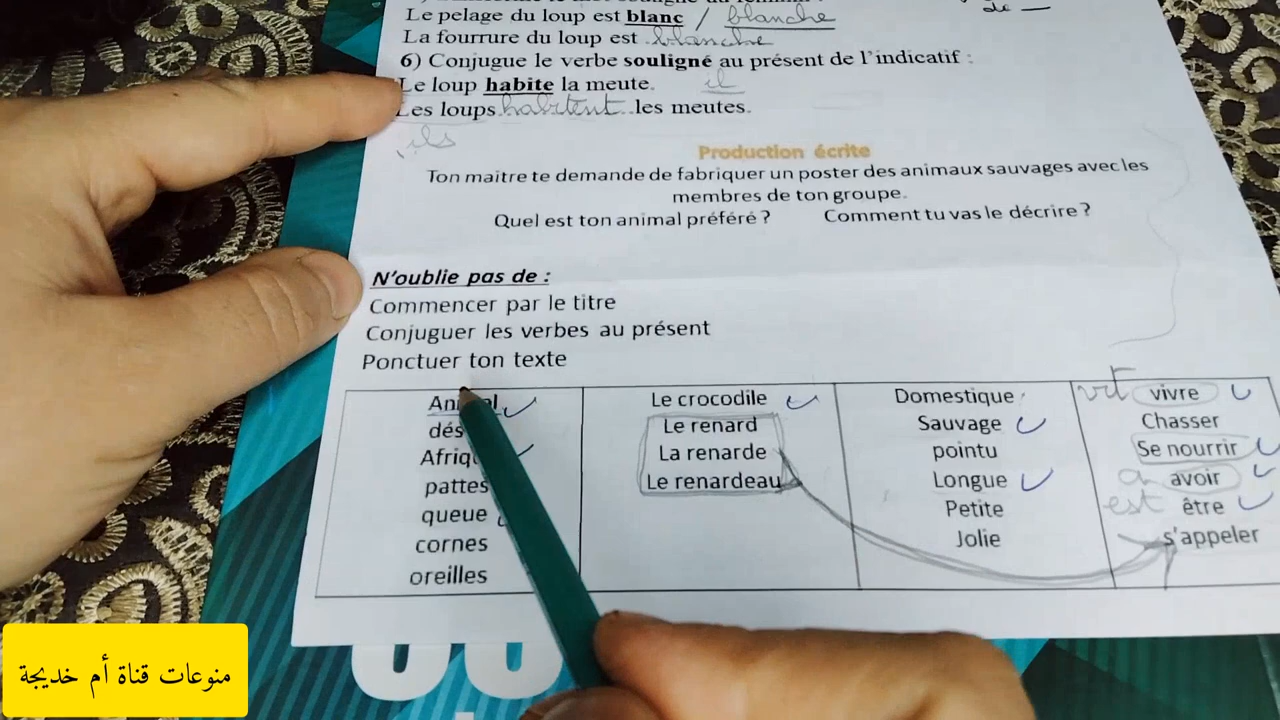 Le pelage du loup est blanc / blanche
de —
La fourrure du loup est blanche
6) Conjugue le verbe souligné au présent de l'indicatif :
Le loup habite la meute. il
Les loups habitent les meutes.
ils
Production écrite
Ton maitre te demande de fabriquer un poster des animaux sauvages avec les
membres de ton groupe.
Quel est ton animal préféré ? Comment tu vas le décrire ?
N'oublie pas de :
Commencer par le titre
Conjuguer les verbes au présent
Ponctuer ton texte
Le crocodile Domestique vit vivre
Le renard Sauvage Chasser
La renarde pointu Se nourrir
pattes Le renardeau Longue a avoir
queue Petite est être
cornes Jolie s'appeler
oreilles
منوعات قناة أم خديجة